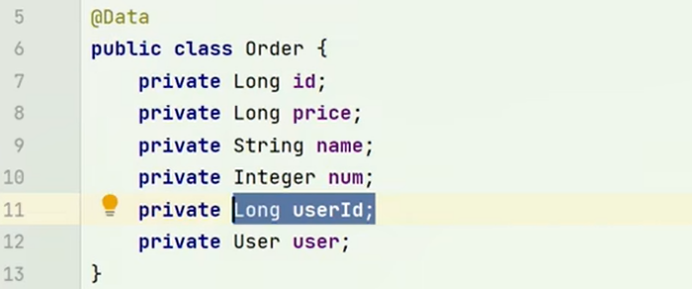 5 @Data
6 public class Order {
7 private Long id;
8 private Long price;
9 private String name;
10 private Integer num;
11 private Long userId;
12 private User user;
13 }